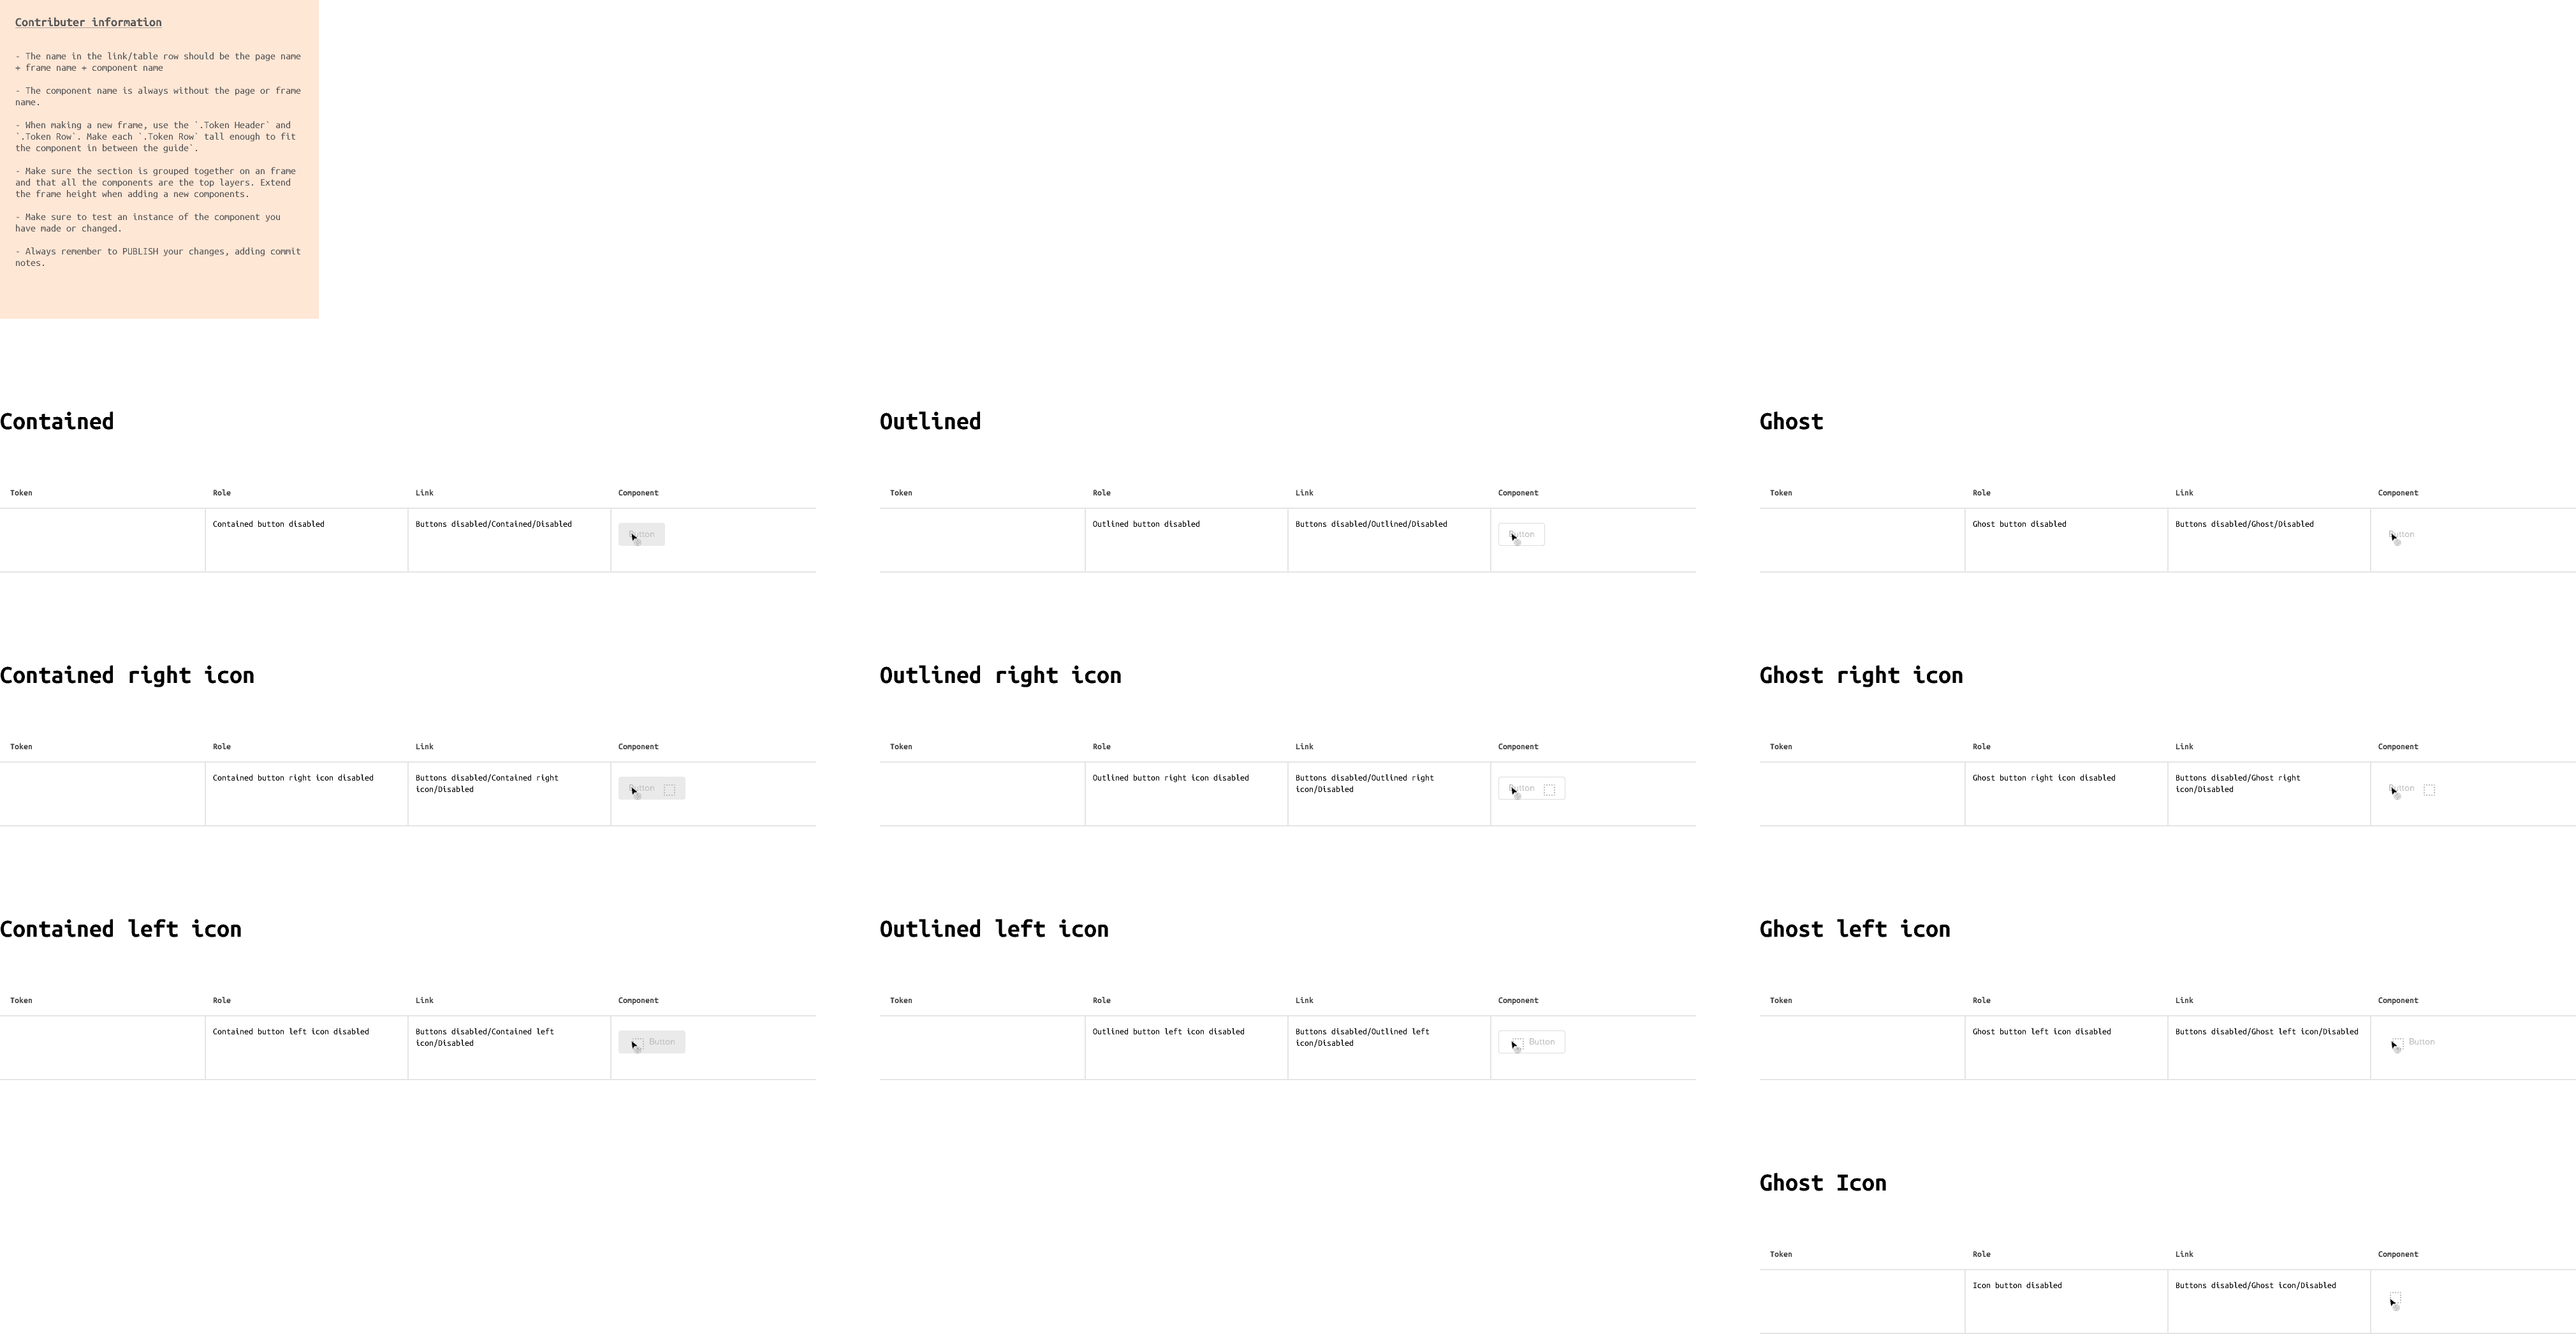 Contributer information
- The name in the link/table row should be the page name
+ frame name + component name
- The component name is always without the page or frame
name.
- When making a new frame, use the `.Token Header` and
`.Token Row`. Make each `.Token Row` tall enough to fit
the component in between the guide`.
- Make sure the section is grouped together on an frame
and that all the components are the top layers. Extend
the frame height when adding a new components.
- Make sure to test an instance of the component you
have made or changed.
- Always remember to PUBLISH your changes, adding commit
notes.
Contained
Token Role Link Component
Contained button disabled Buttons disabled/Contained/Disabled Button
Outlined
Token Role Link Component
Outlined button disabled Buttons disabled/Outlined/Disabled Button
Ghost
Token Role Link Component
Ghost button disabled Buttons disabled/Ghost/Disabled Button
Contained right icon
Token Role Link Component
Contained button right icon disabled Buttons disabled/Contained right
icon/Disabled
Button
Outlined right icon
Token Role Link Component
Outlined button right icon disabled Buttons disabled/Outlined right
icon/Disabled
Button
Ghost right icon
Token Role Link Component
Ghost button right icon disabled Buttons disabled/Ghost right
icon/Disabled
Button
Contained left icon
Token Role Link Component
Contained button left icon disabled Buttons disabled/Contained left
icon/Disabled
Button
Outlined left icon
Token Role Link Component
Outlined button left icon disabled Buttons disabled/Outlined left
icon/Disabled
Button
Ghost left icon
Token Role Link Component
Ghost button left icon disabled Buttons disabled/Ghost left icon/Disabled Button
Ghost Icon
Token Role Link Component
Icon button disabled Buttons disabled/Ghost icon/Disabled